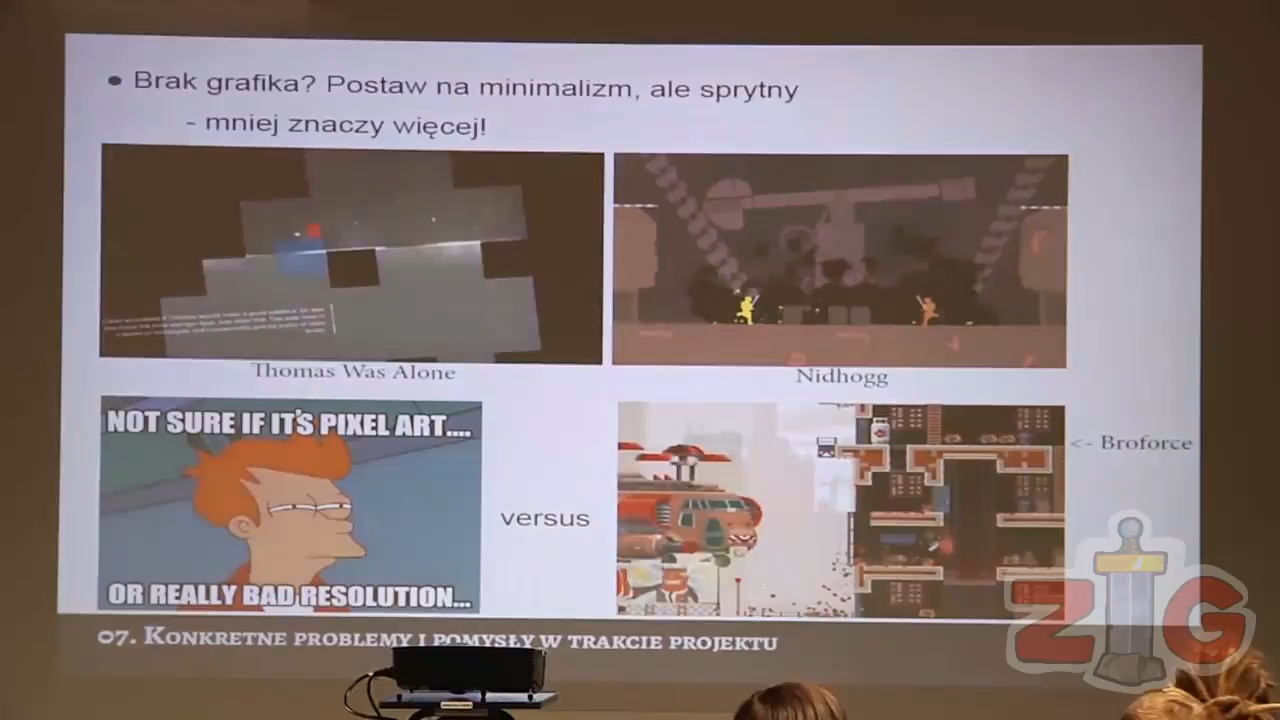 • Brak grafika? Postaw na minimalizm, ale sprytny
- mniej znaczy więcej!
Thomas Was Alone
Nidhogg
NOT SURE IF IT'S PIXEL ART....
OR REALLY BAD RESOLUTION...
versus
<- Broforce
07. Konkretne problemy i pomysły w trakcie projektu
ZIG